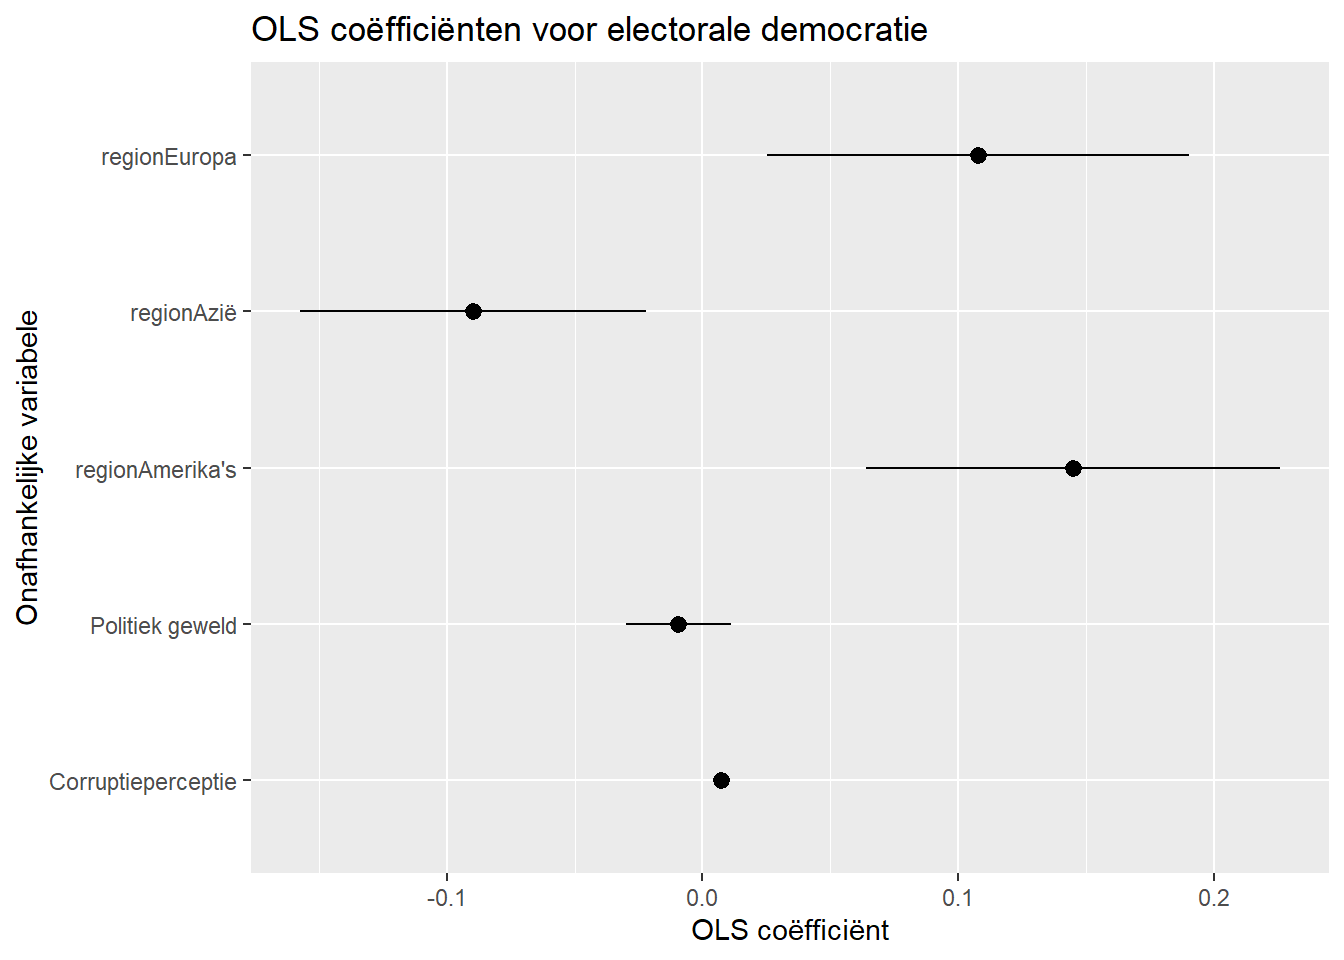 OLS coëfficiënten voor electorale democratie
Onafhankelijke variabele
regionEuropa
regionAzië
regionAmerika's
Politiek geweld
Corruptieperceptie
-0.1
0.0
0.1
0.2
OLS coëfficiënt